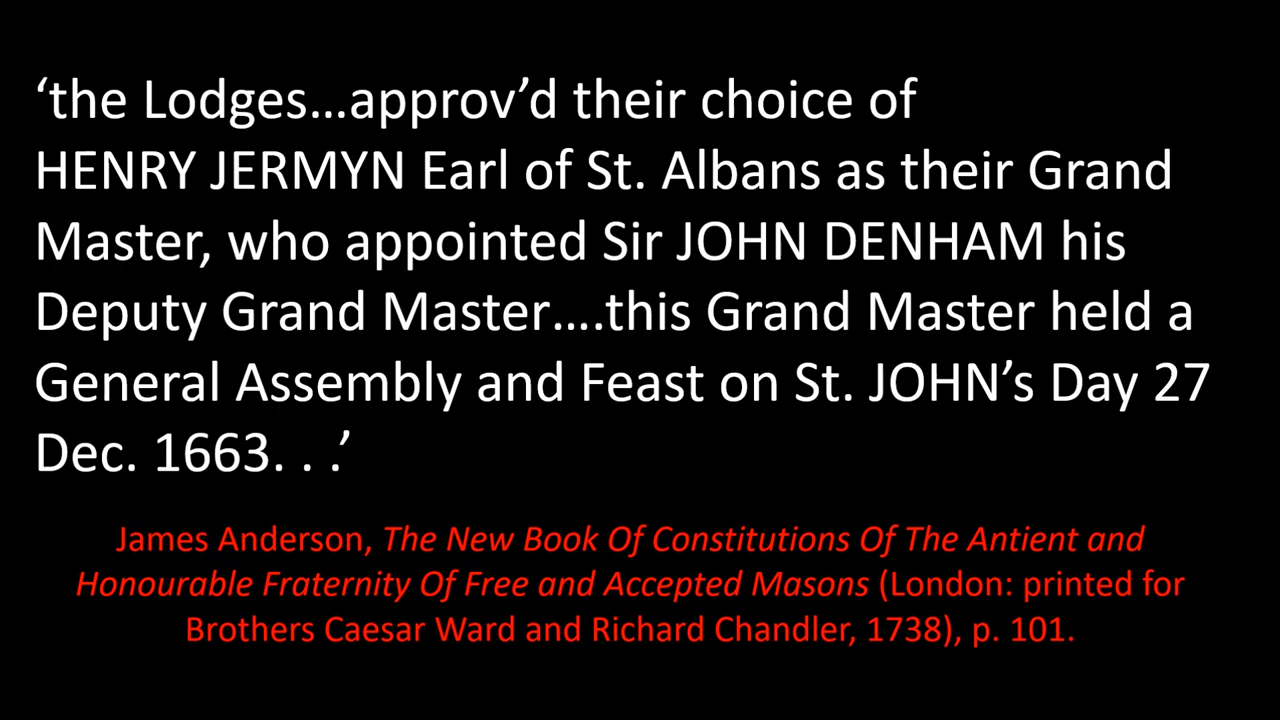 ‘the Lodges…approv’d their choice of
HENRY JERMYN Earl of St. Albans as their Grand
Master, who appointed Sir JOHN DENHAM his
Deputy Grand Master….this Grand Master held a
General Assembly and Feast on St. JOHN’s Day 27
Dec. 1663. . .’
James Anderson, The New Book Of Constitutions Of The Antient and
Honourable Fraternity Of Free and Accepted Masons (London: printed for
Brothers Caesar Ward and Richard Chandler, 1738), p. 101.